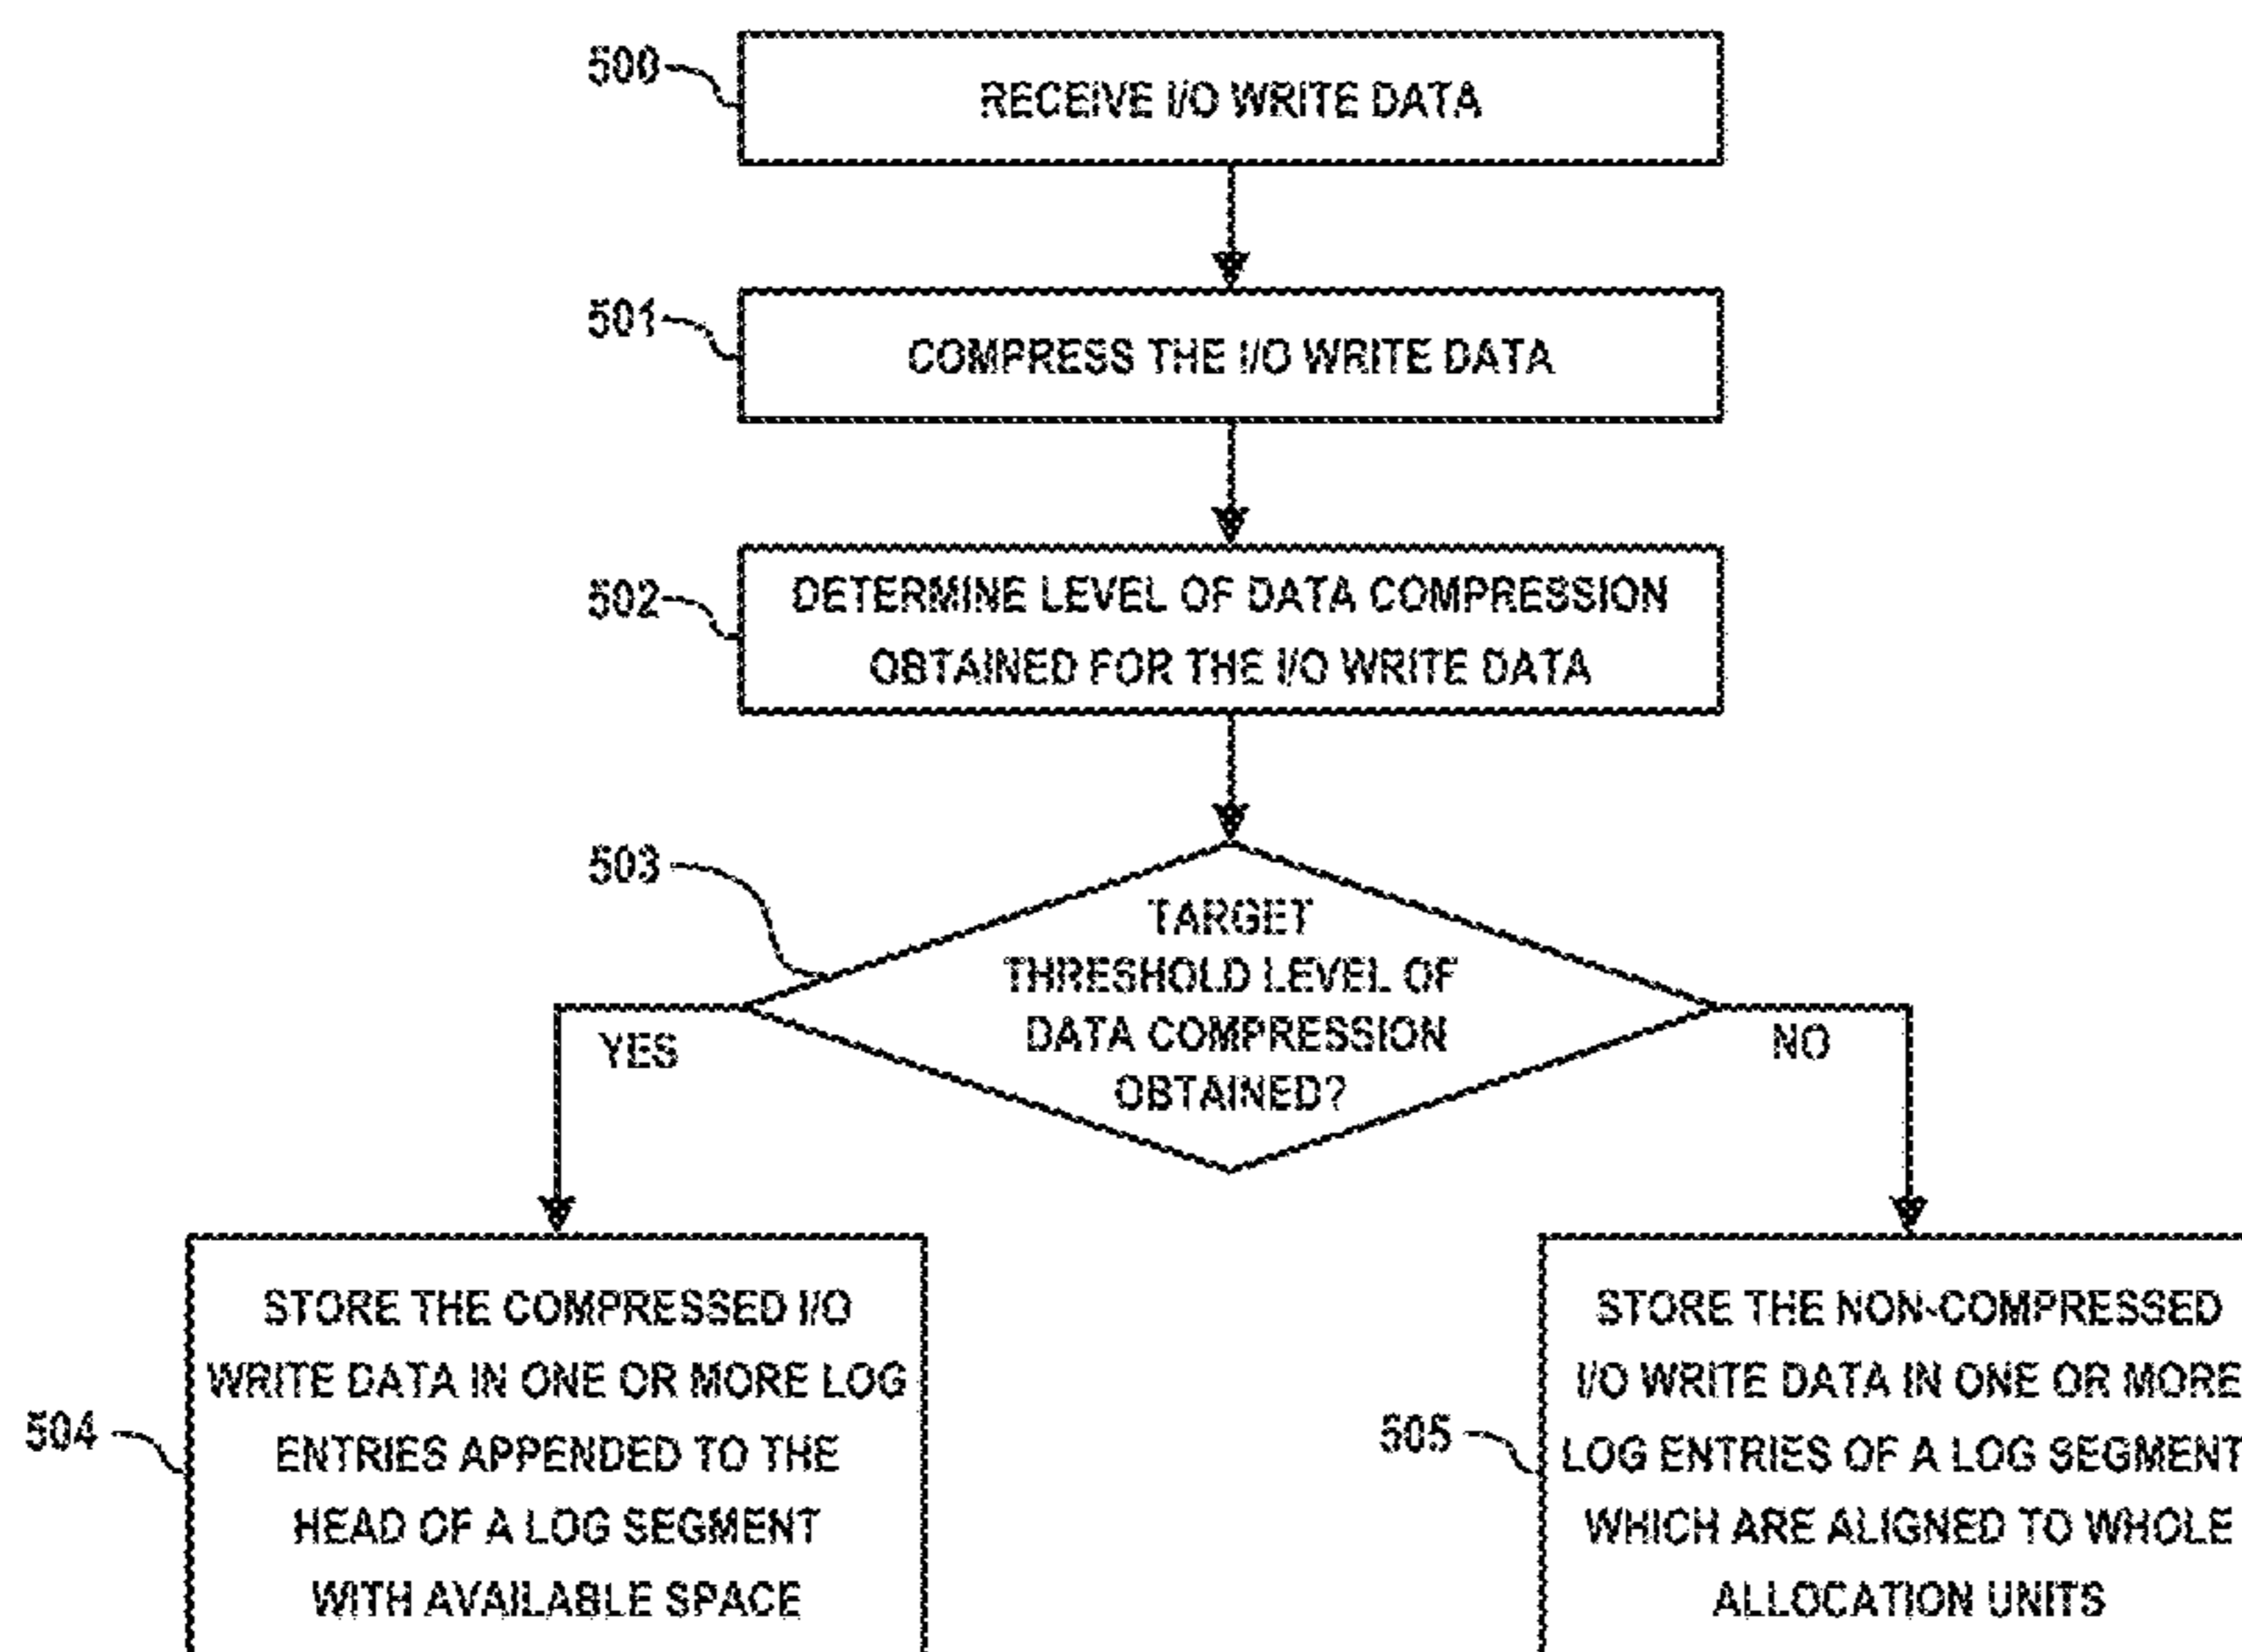 500
RECEIVE I/O WRITE DATA
501
COMPRESS THE I/O WRITE DATA
502
DETERMINE LEVEL OF DATA COMPRESSION
OBTAINED FOR THE I/O WRITE DATA
503
TARGET
THRESHOLD LEVEL OF
DATA COMPRESSION
OBTAINED?
YES
NO
504
STORE THE COMPRESSED I/O
WRITE DATA IN ONE OR MORE LOG
ENTRIES APPENDED TO THE
HEAD OF A LOG SEGMENT
WITH AVAILABLE SPACE
505
STORE THE NON-COMPRESSED
I/O WRITE DATA IN ONE OR MORE
LOG ENTRIES OF A LOG SEGMENT
WHICH ARE ALIGNED TO WHOLE
ALLOCATION UNITS